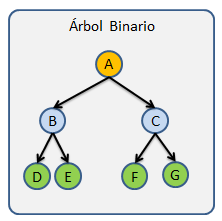 Árbol Binario
A
B C
D E F G